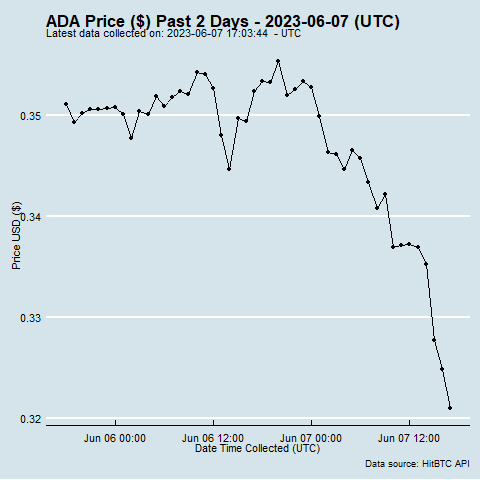 ADA Price ($) Past 2 Days - 2023-06-07 (UTC)
Latest data collected on: 2023-06-07 17:03:44  - UTC
0.35
0.34
0.33
0.32
Price USD ($)
Jun 06 00:00 Jun 06 12:00 Jun 07 00:00 Jun 07 12:00
Date Time Collected (UTC)
Data source: HitBTC API